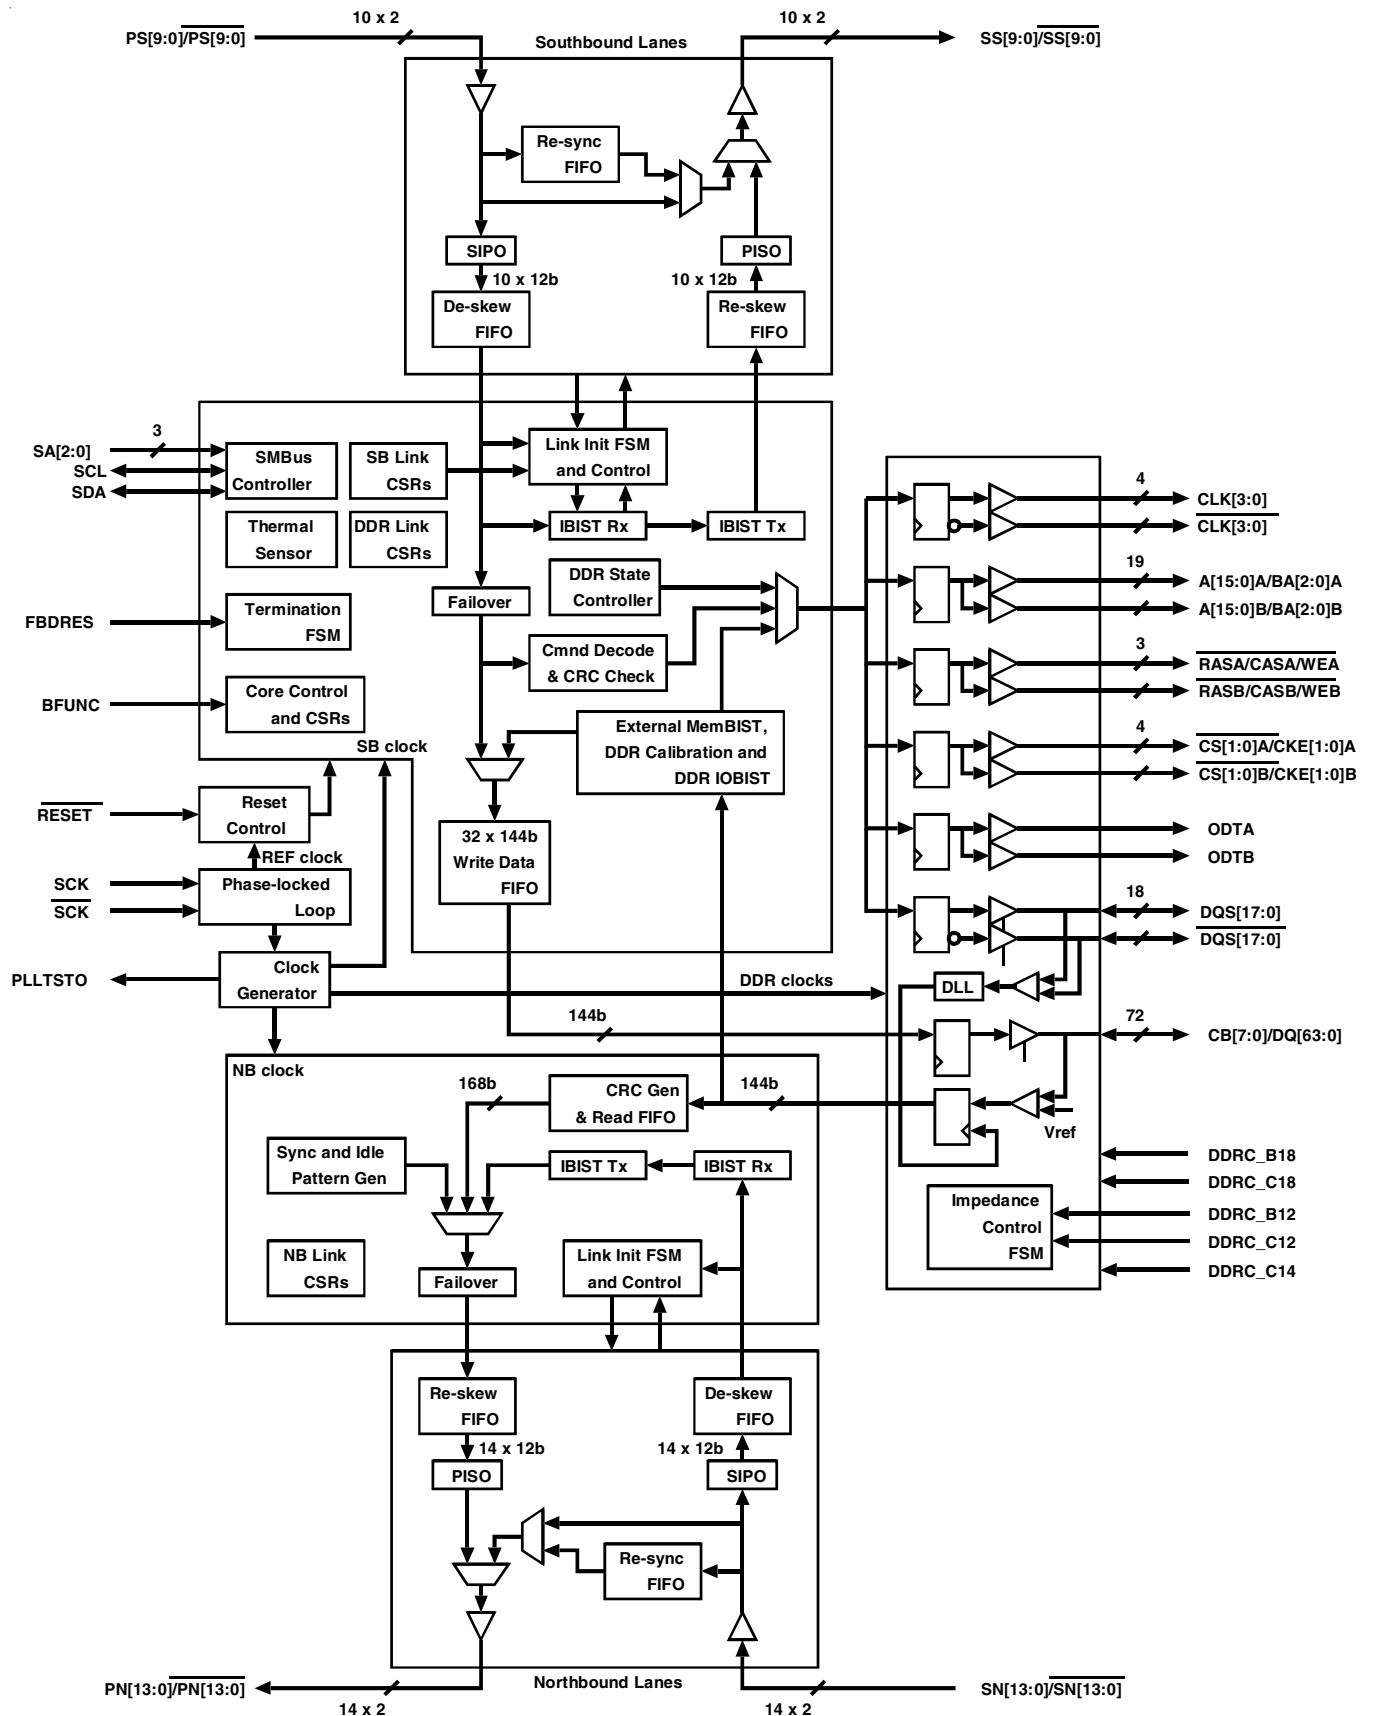 10 x 2
10 x 2
PS[9:0]/PS[9:0]
SS[9:0]/SS[9:0]
Southbound Lanes
Re-sync
FIFO
SIPO
PISO
10 x 12b
10 x 12b
De-skew
FIFO
Re-skew
FIFO
3
SA[2:0]
SCL
SDA
SMBus
Controller
SB Link
CSRs
Link Init FSM
and Control
Thermal
Sensor
DDR Link
CSRs
IBIST Rx
IBIST Tx
DDR State
Controller
Failover
FBDRES
Termination
FSM
Cmnd Decode
& CRC Check
BFUNC
Core Control
and CSRs
SB clock
External MemBIST,
DDR Calibration and
DDR IOBIST
RESET
Reset
Control
REF clock
32 x 144b
Write Data
FIFO
SCK
SCK
Phase-locked
Loop
PLLTSTO
Clock
Generator
DDR clocks
4
CLK[3:0]
CLK[3:0]
19
A[15:0]A/BA[2:0]A
A[15:0]B/BA[2:0]B
3
RASA/CASA/WEA
RASB/CASB/WEB
4
CS[1:0]A/CKE[1:0]A
CS[1:0]B/CKE[1:0]B
ODTA
ODTB
18
DQS[17:0]
DQS[17:0]
DLL
144b
72
CB[7:0]/DQ[63:0]
NB clock
168b
CRC Gen
& Read FIFO
144b
Vref
Sync and Idle
Pattern Gen
IBIST Tx
IBIST Rx
DDRC_B18
DDRC_C18
Impedance
Control
FSM
DDRC_B12
DDRC_C12
DDRC_C14
NB Link
CSRs
Failover
Link Init FSM
and Control
Re-skew
FIFO
De-skew
FIFO
14 x 12b
14 x 12b
PISO
SIPO
Re-sync
FIFO
Northbound Lanes
PN[13:0]/PN[13:0]
SN[13:0]/SN[13:0]
14 x 2
14 x 2